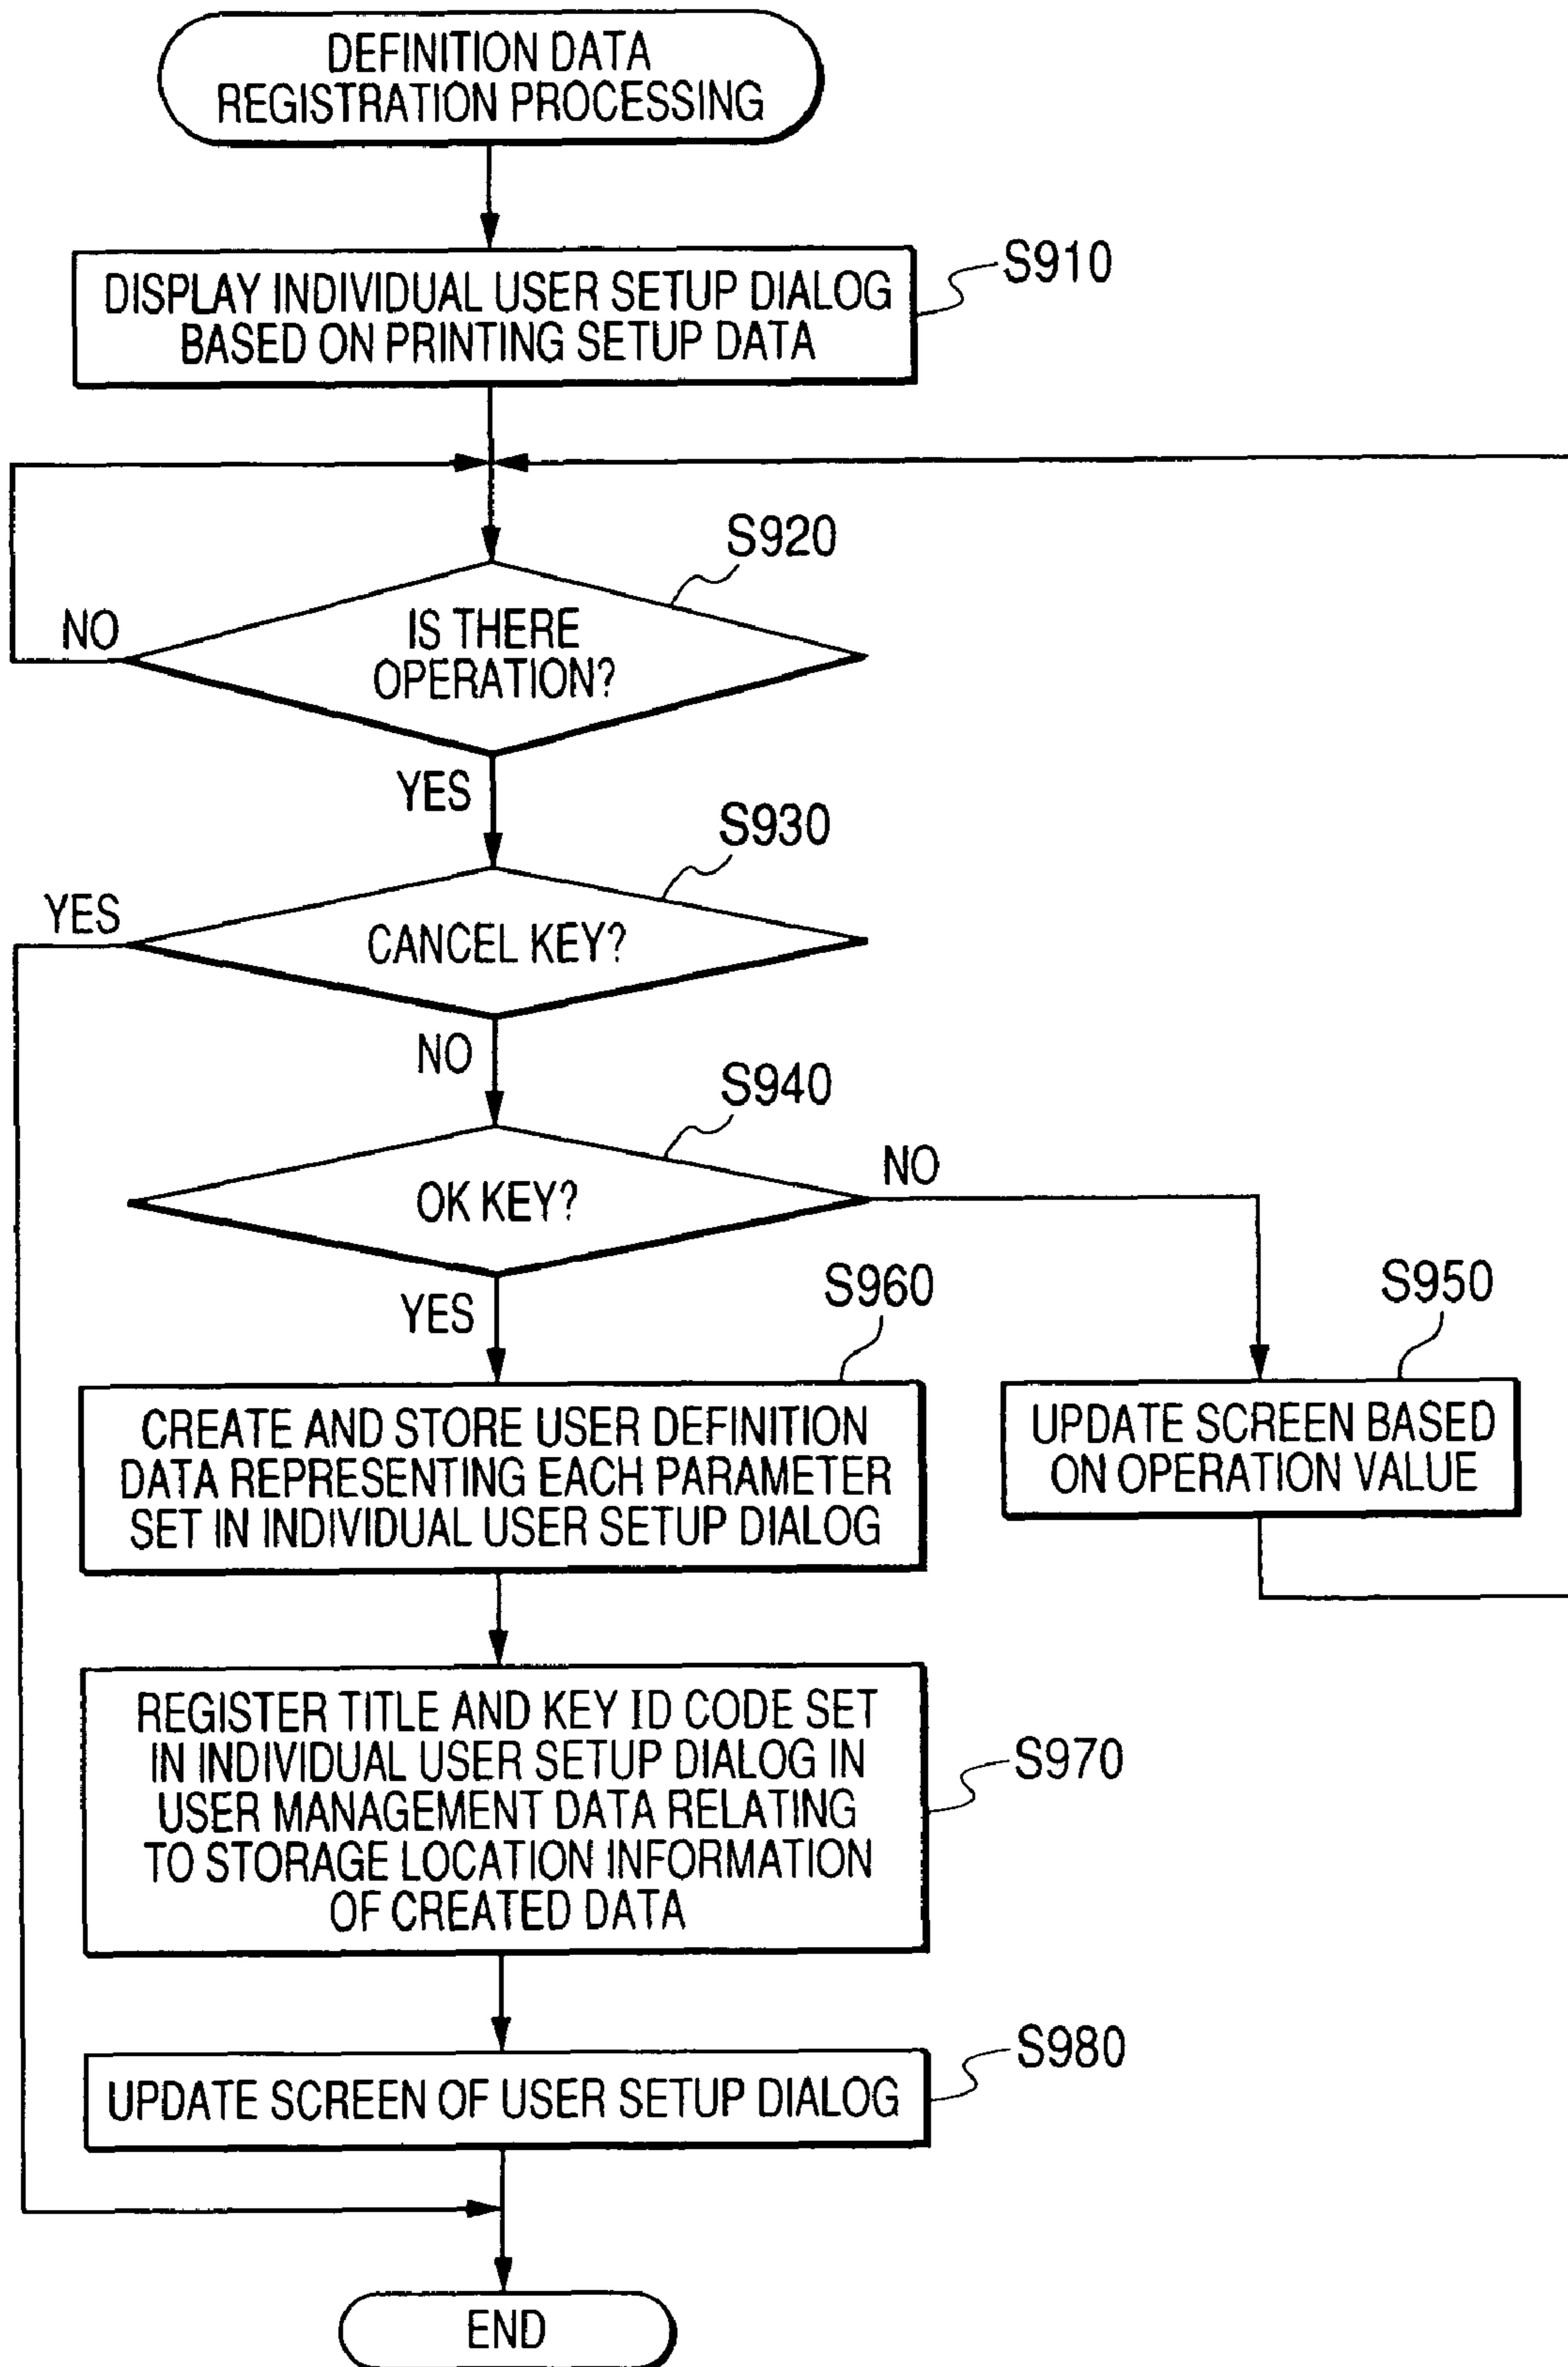 DEFINITION DATA
REGISTRATION PROCESSING
S910
DISPLAY INDIVIDUAL USER SETUP DIALOG
BASED ON PRINTING SETUP DATA
S920
NO
IS THERE
OPERATION?
YES
S930
YES
CANCEL KEY?
NO
S940
NO
OK KEY?
YES
S960
S950
CREATE AND STORE USER DEFINITION
DATA REPRESENTING EACH PARAMETER
SET IN INDIVIDUAL USER SETUP DIALOG
UPDATE SCREEN BASED
ON OPERATION VALUE
REGISTER TITLE AND KEY ID CODE SET
IN INDIVIDUAL USER SETUP DIALOG IN
USER MANAGEMENT DATA RELATING
TO STORAGE LOCATION INFORMATION
OF CREATED DATA
S970
S980
UPDATE SCREEN OF USER SETUP DIALOG
END